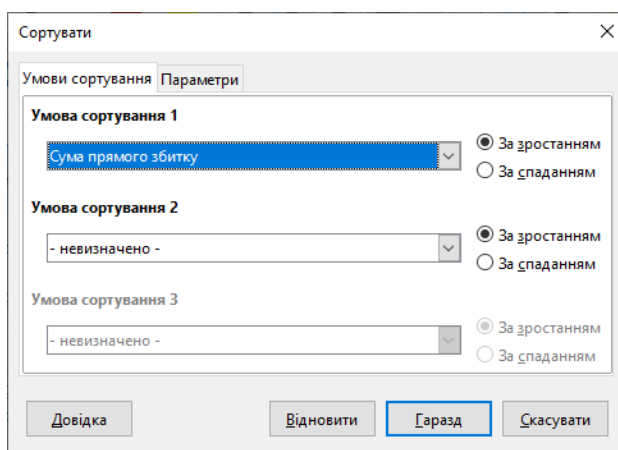 Сортувати
Умови сортування Параметри
Умова сортування 1
Сума прямого збитку
За зростанням
За спаданням
Умова сортування 2
- невизначено -
За зростанням
За спаданням
Умова сортування 3
- невизначено -
За зростанням
За спаданням
Довідка Відновити Гаразд Скасувати